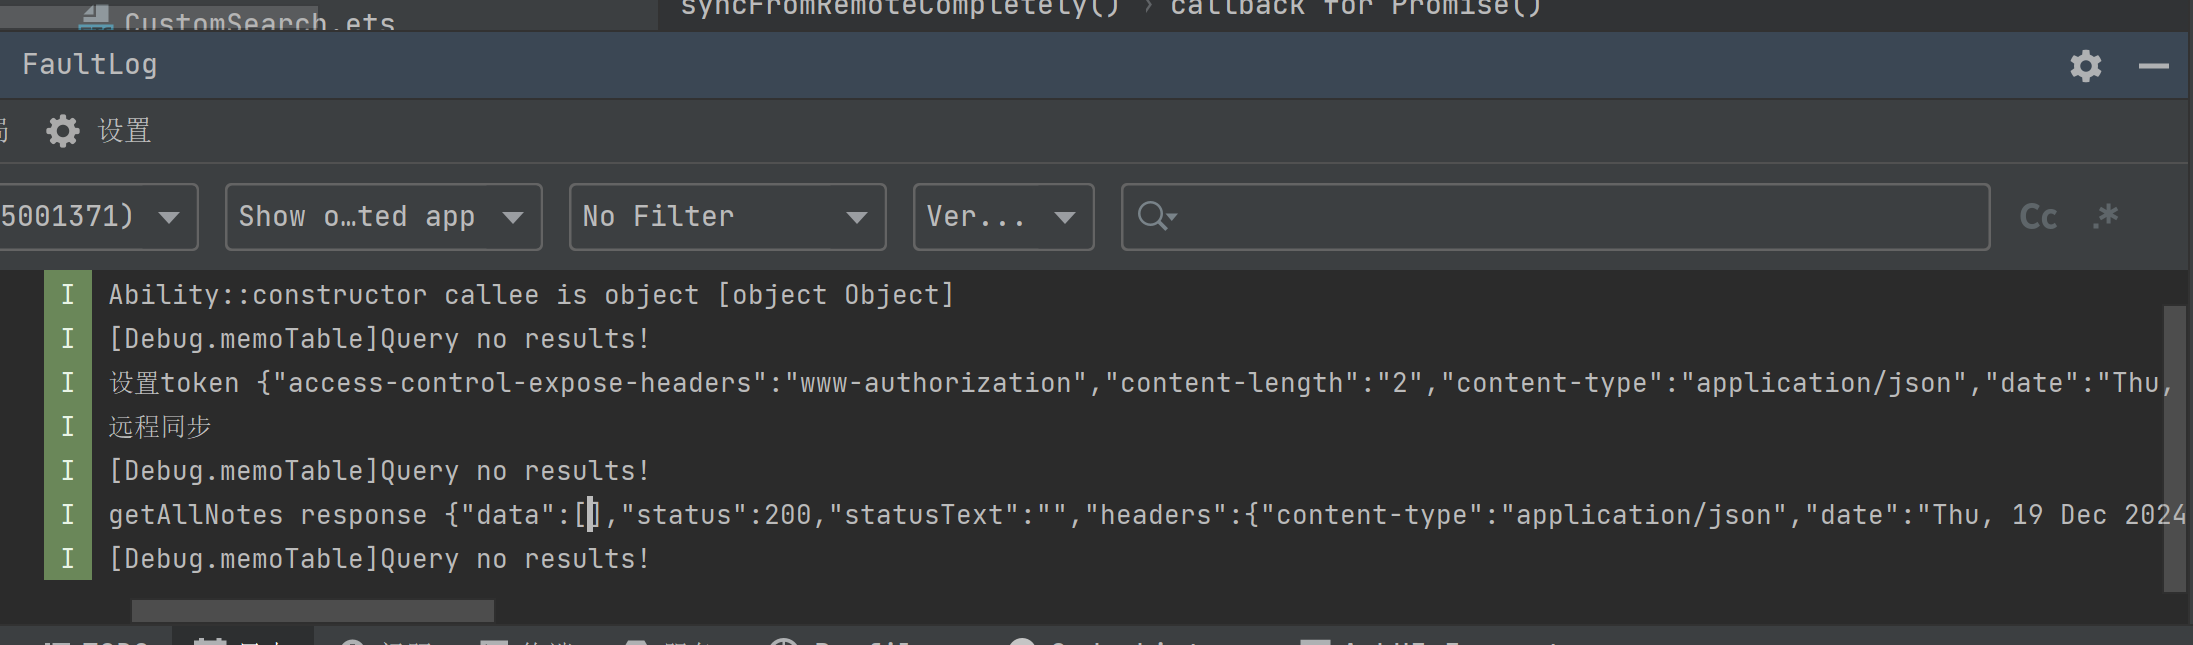 CustomSearch.ets
syncFromRemoteCompletely() › callback for Promise()
FaultLog
设置
5001371)
Show o…ted app
No Filter
Ver...
Cc .*
I Ability::constructor callee is object [object Object]
I [Debug.memoTable]Query no results!
I 设置token {"access-control-expose-headers":"www-authorization","content-length":"2","content-type":"application/json","date":"Thu,
I 远程同步
I [Debug.memoTable]Query no results!
I getAllNotes response {"data":[],"status":200,"statusText":"","headers":{"content-type":"application/json","date":"Thu, 19 Dec 2024
I [Debug.memoTable]Query no results!
TODO